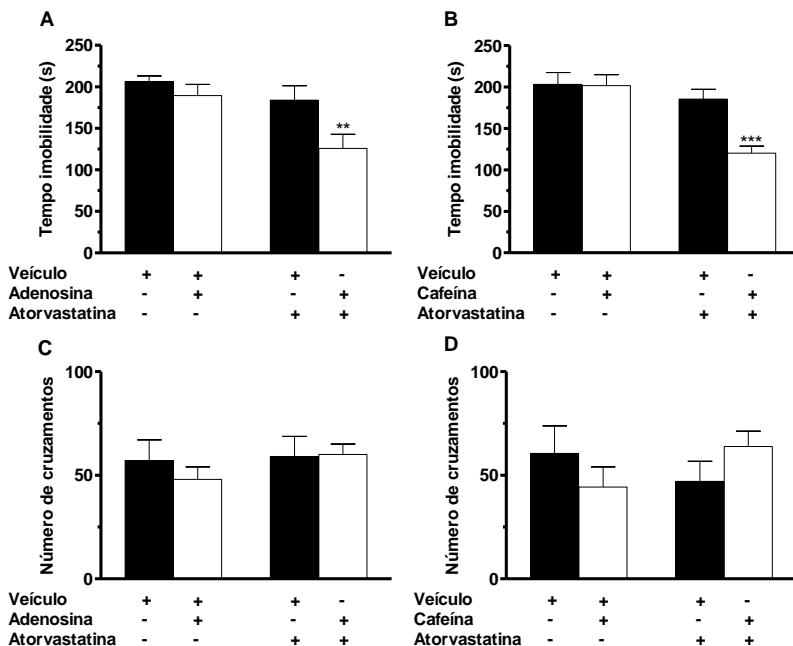 A
Tempo imobilidade (s)
250
200
150
100
50
0
**
Veículo + + + -
Adenosina - + - +
Atorvastatina - - + +
B
Tempo imobilidade (s)
250
200
150
100
50
0
***
Veículo + + + -
Cafeína - + - +
Atorvastatina - - + +
C
Número de cruzamentos
100
50
0
Veículo + + + -
Adenosina - + - +
Atorvastatina - - + +
D
Número de cruzamentos
100
50
0
Veículo + + + -
Cafeína - + - +
Atorvastatina - - + +